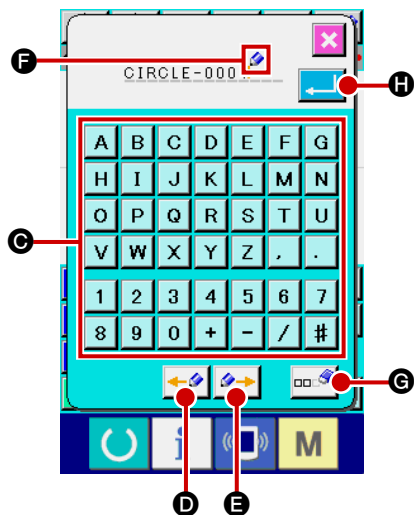 F
CIRCLE-000
H
A B C D E F G
H I J K L M N
O P Q R S T U
C
V W X Y Z , .
1 2 3 4 5 6 7
8 9 0 + - / #
G
i M
D E